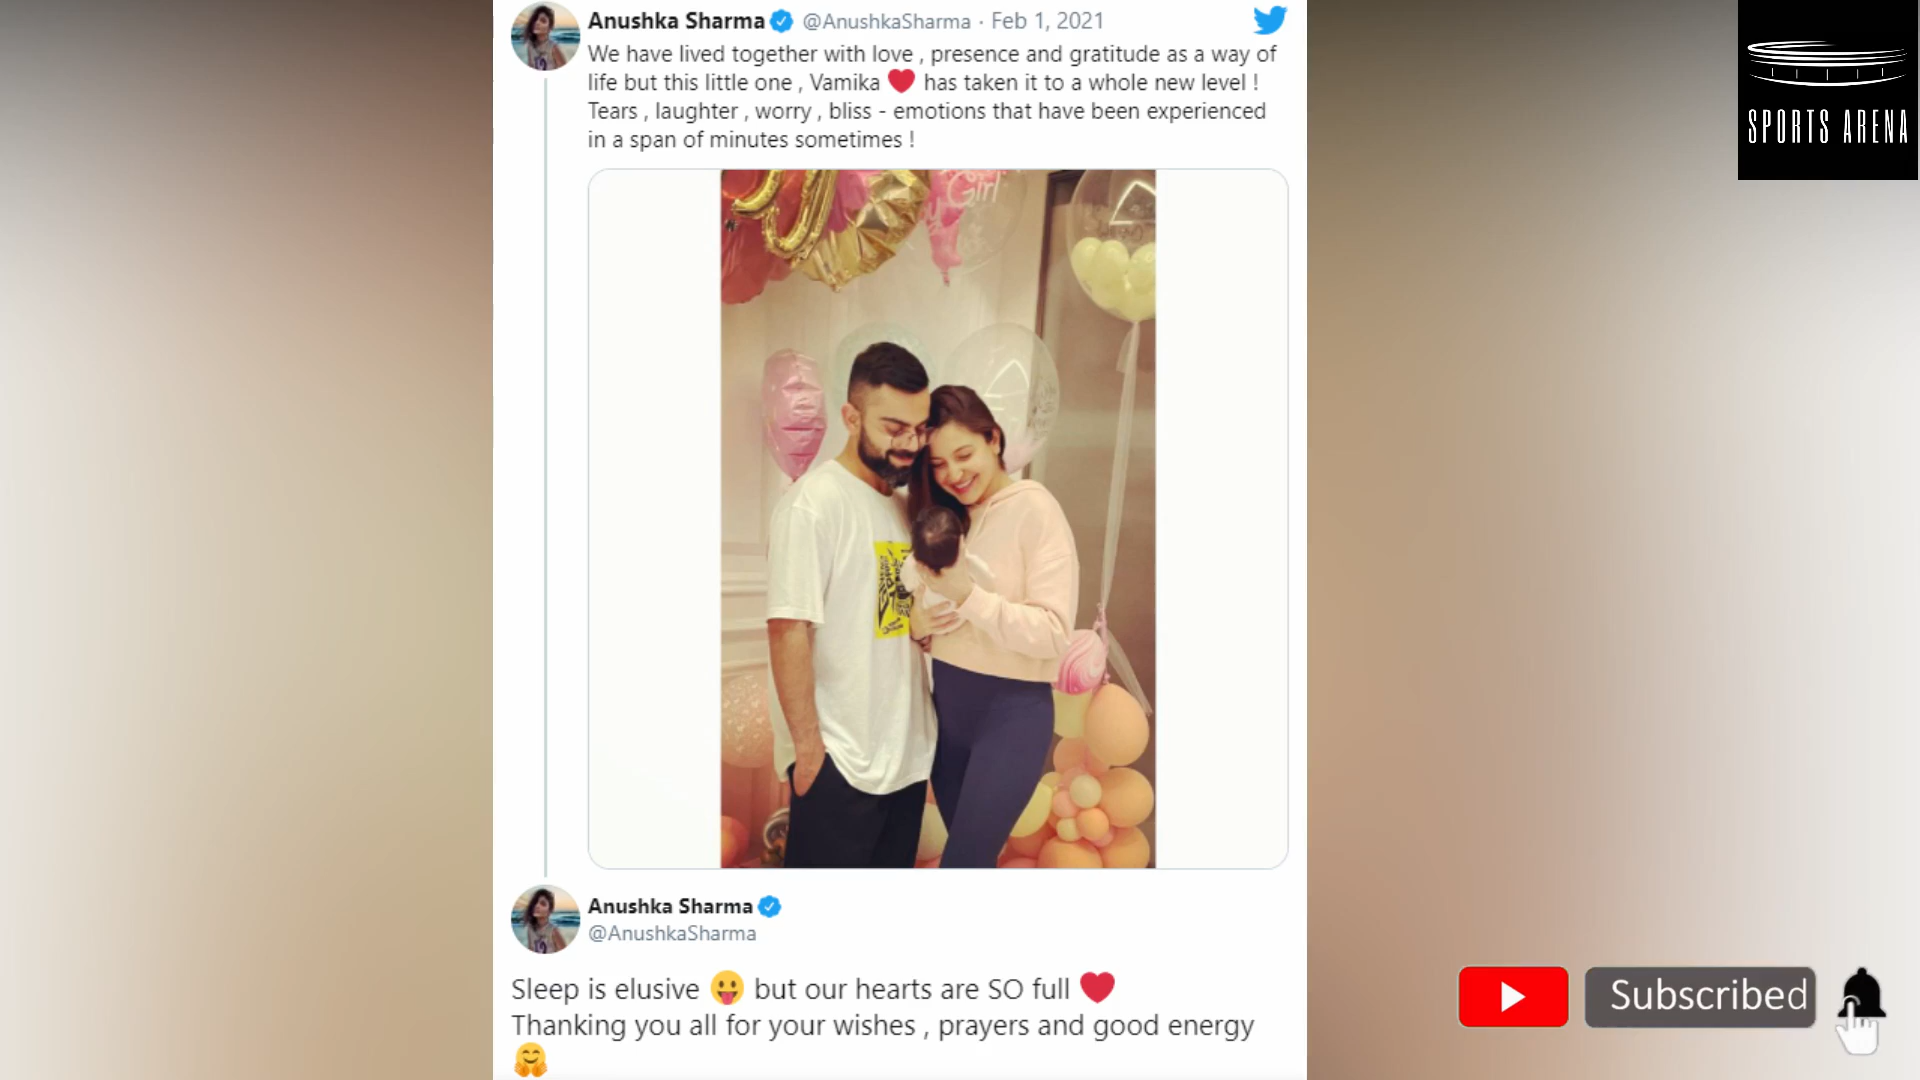 Anushka Sharma @AnushkaSharma · Feb 1, 2021
We have lived together with love , presence and gratitude as a way of
life but this little one , Vamika ❤️ has taken it to a whole new level !
Tears , laughter , worry , bliss - emotions that have been experienced
in a span of minutes sometimes !
Girl
Anushka Sharma
@AnushkaSharma
Sleep is elusive 😛 but our hearts are SO full ❤️
Thanking you all for your wishes , prayers and good energy
🤗
SPORTS ARENA
Subscribed